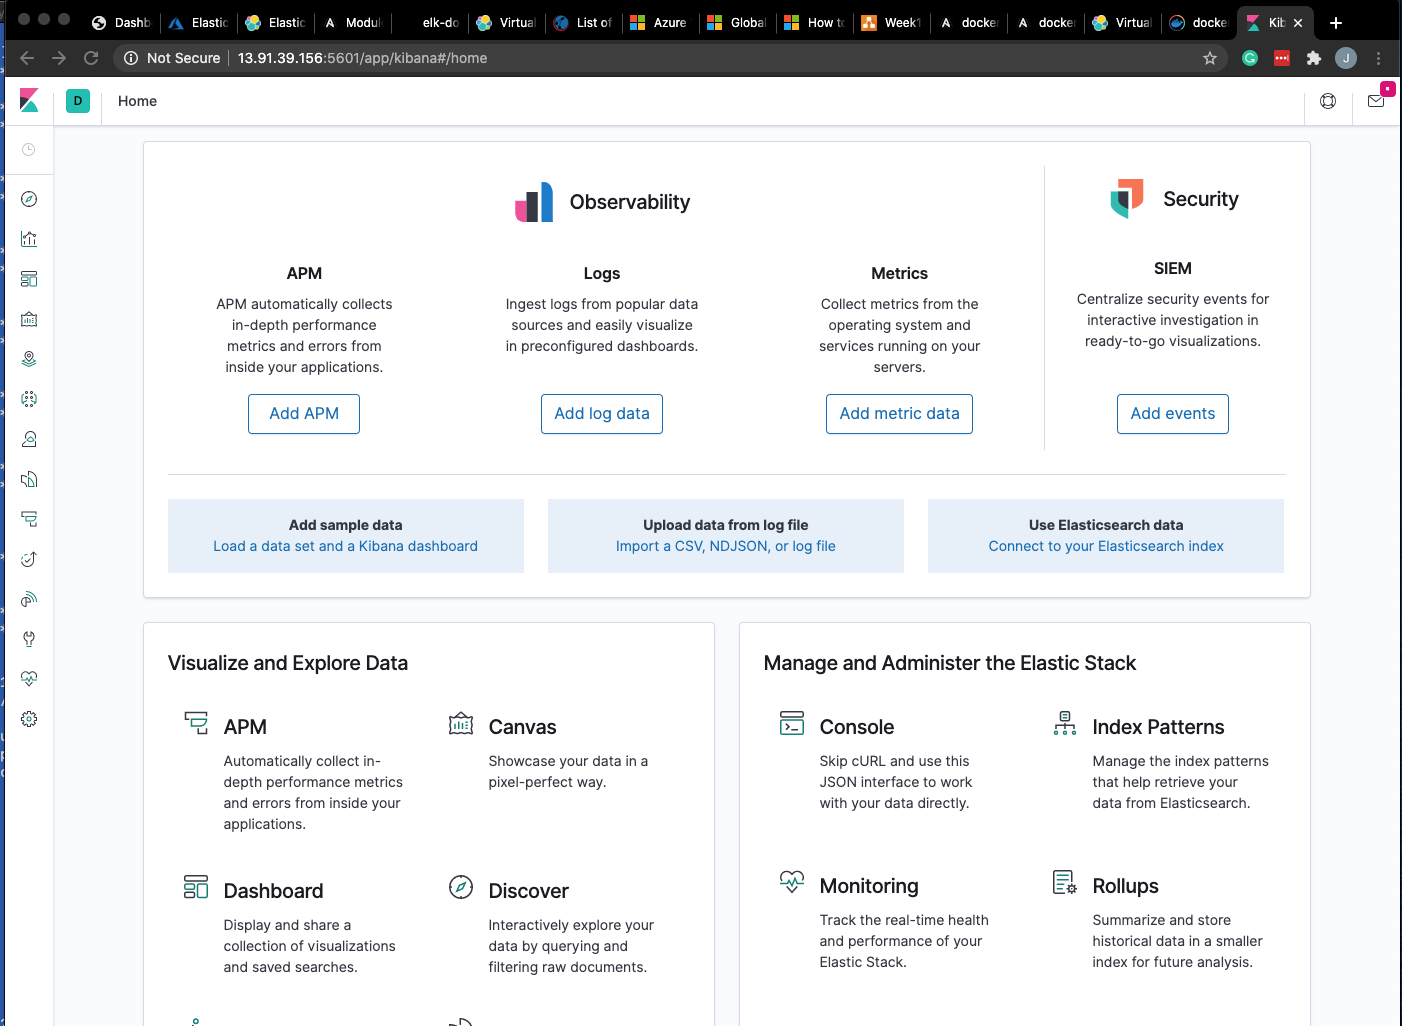 Dashb
Elastic
Elastic
Modul
elk-do
Virtual
List of
Azure
Global
How to
Week1
docker
docker
Virtual
docke
Kib
Not Secure
13.91.39.156:5601/app/kibana#/home
J
D
Home
Observability
Security
APM
APM automatically collects
in-depth performance
metrics and errors from
inside your applications.
Add APM
Logs
Ingest logs from popular data
sources and easily visualize
in preconfigured dashboards.
Add log data
Metrics
Collect metrics from the
operating system and
services running on your
servers.
Add metric data
SIEM
Centralize security events for
interactive investigation in
ready-to-go visualizations.
Add events
Add sample data
Load a data set and a Kibana dashboard
Upload data from log file
Import a CSV, NDJSON, or log file
Use Elasticsearch data
Connect to your Elasticsearch index
Visualize and Explore Data
APM
Automatically collect in-
depth performance metrics
and errors from inside your
applications.
Canvas
Showcase your data in a
pixel-perfect way.
Dashboard
Display and share a
collection of visualizations
and saved searches.
Discover
Interactively explore your
data by querying and
filtering raw documents.
Manage and Administer the Elastic Stack
Console
Skip cURL and use this
JSON interface to work
with your data directly.
Index Patterns
Manage the index patterns
that help retrieve your
data from Elasticsearch.
Monitoring
Track the real-time health
and performance of your
Elastic Stack.
Rollups
Summarize and store
historical data in a smaller
index for future analysis.